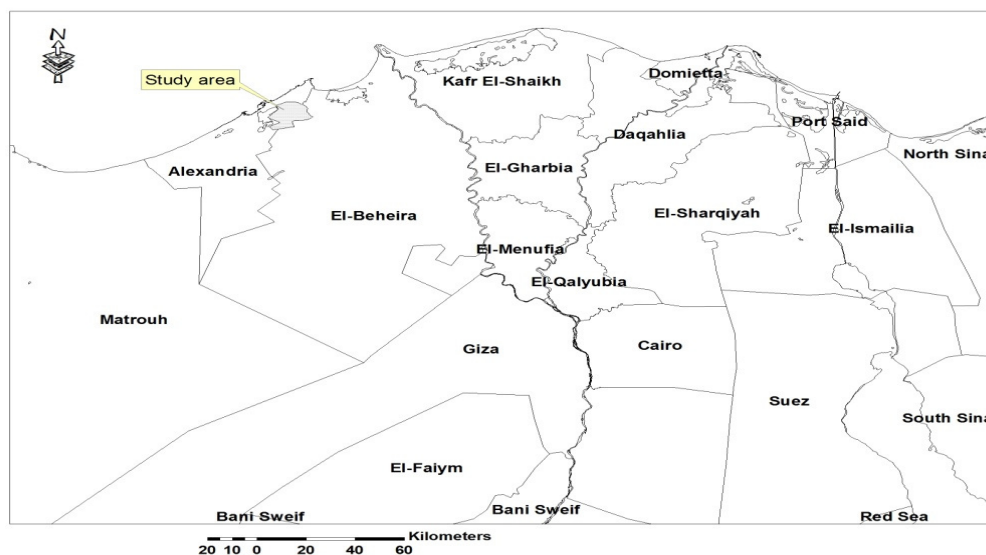 N
Study area
Kafr El-Shaikh
Domietta
Port Said
Daqahlia
North Sina
Alexandria
El-Gharbia
El-Beheira
El-Sharqiyah
El-Ismailia
El-Menufia
El-Qalyubia
Matrouh
Giza
Cairo
Suez
South Sina
El-Faiym
Bani Sweif
Bani Sweif
Red Sea
Kilometers
20 10 0 20 40 60